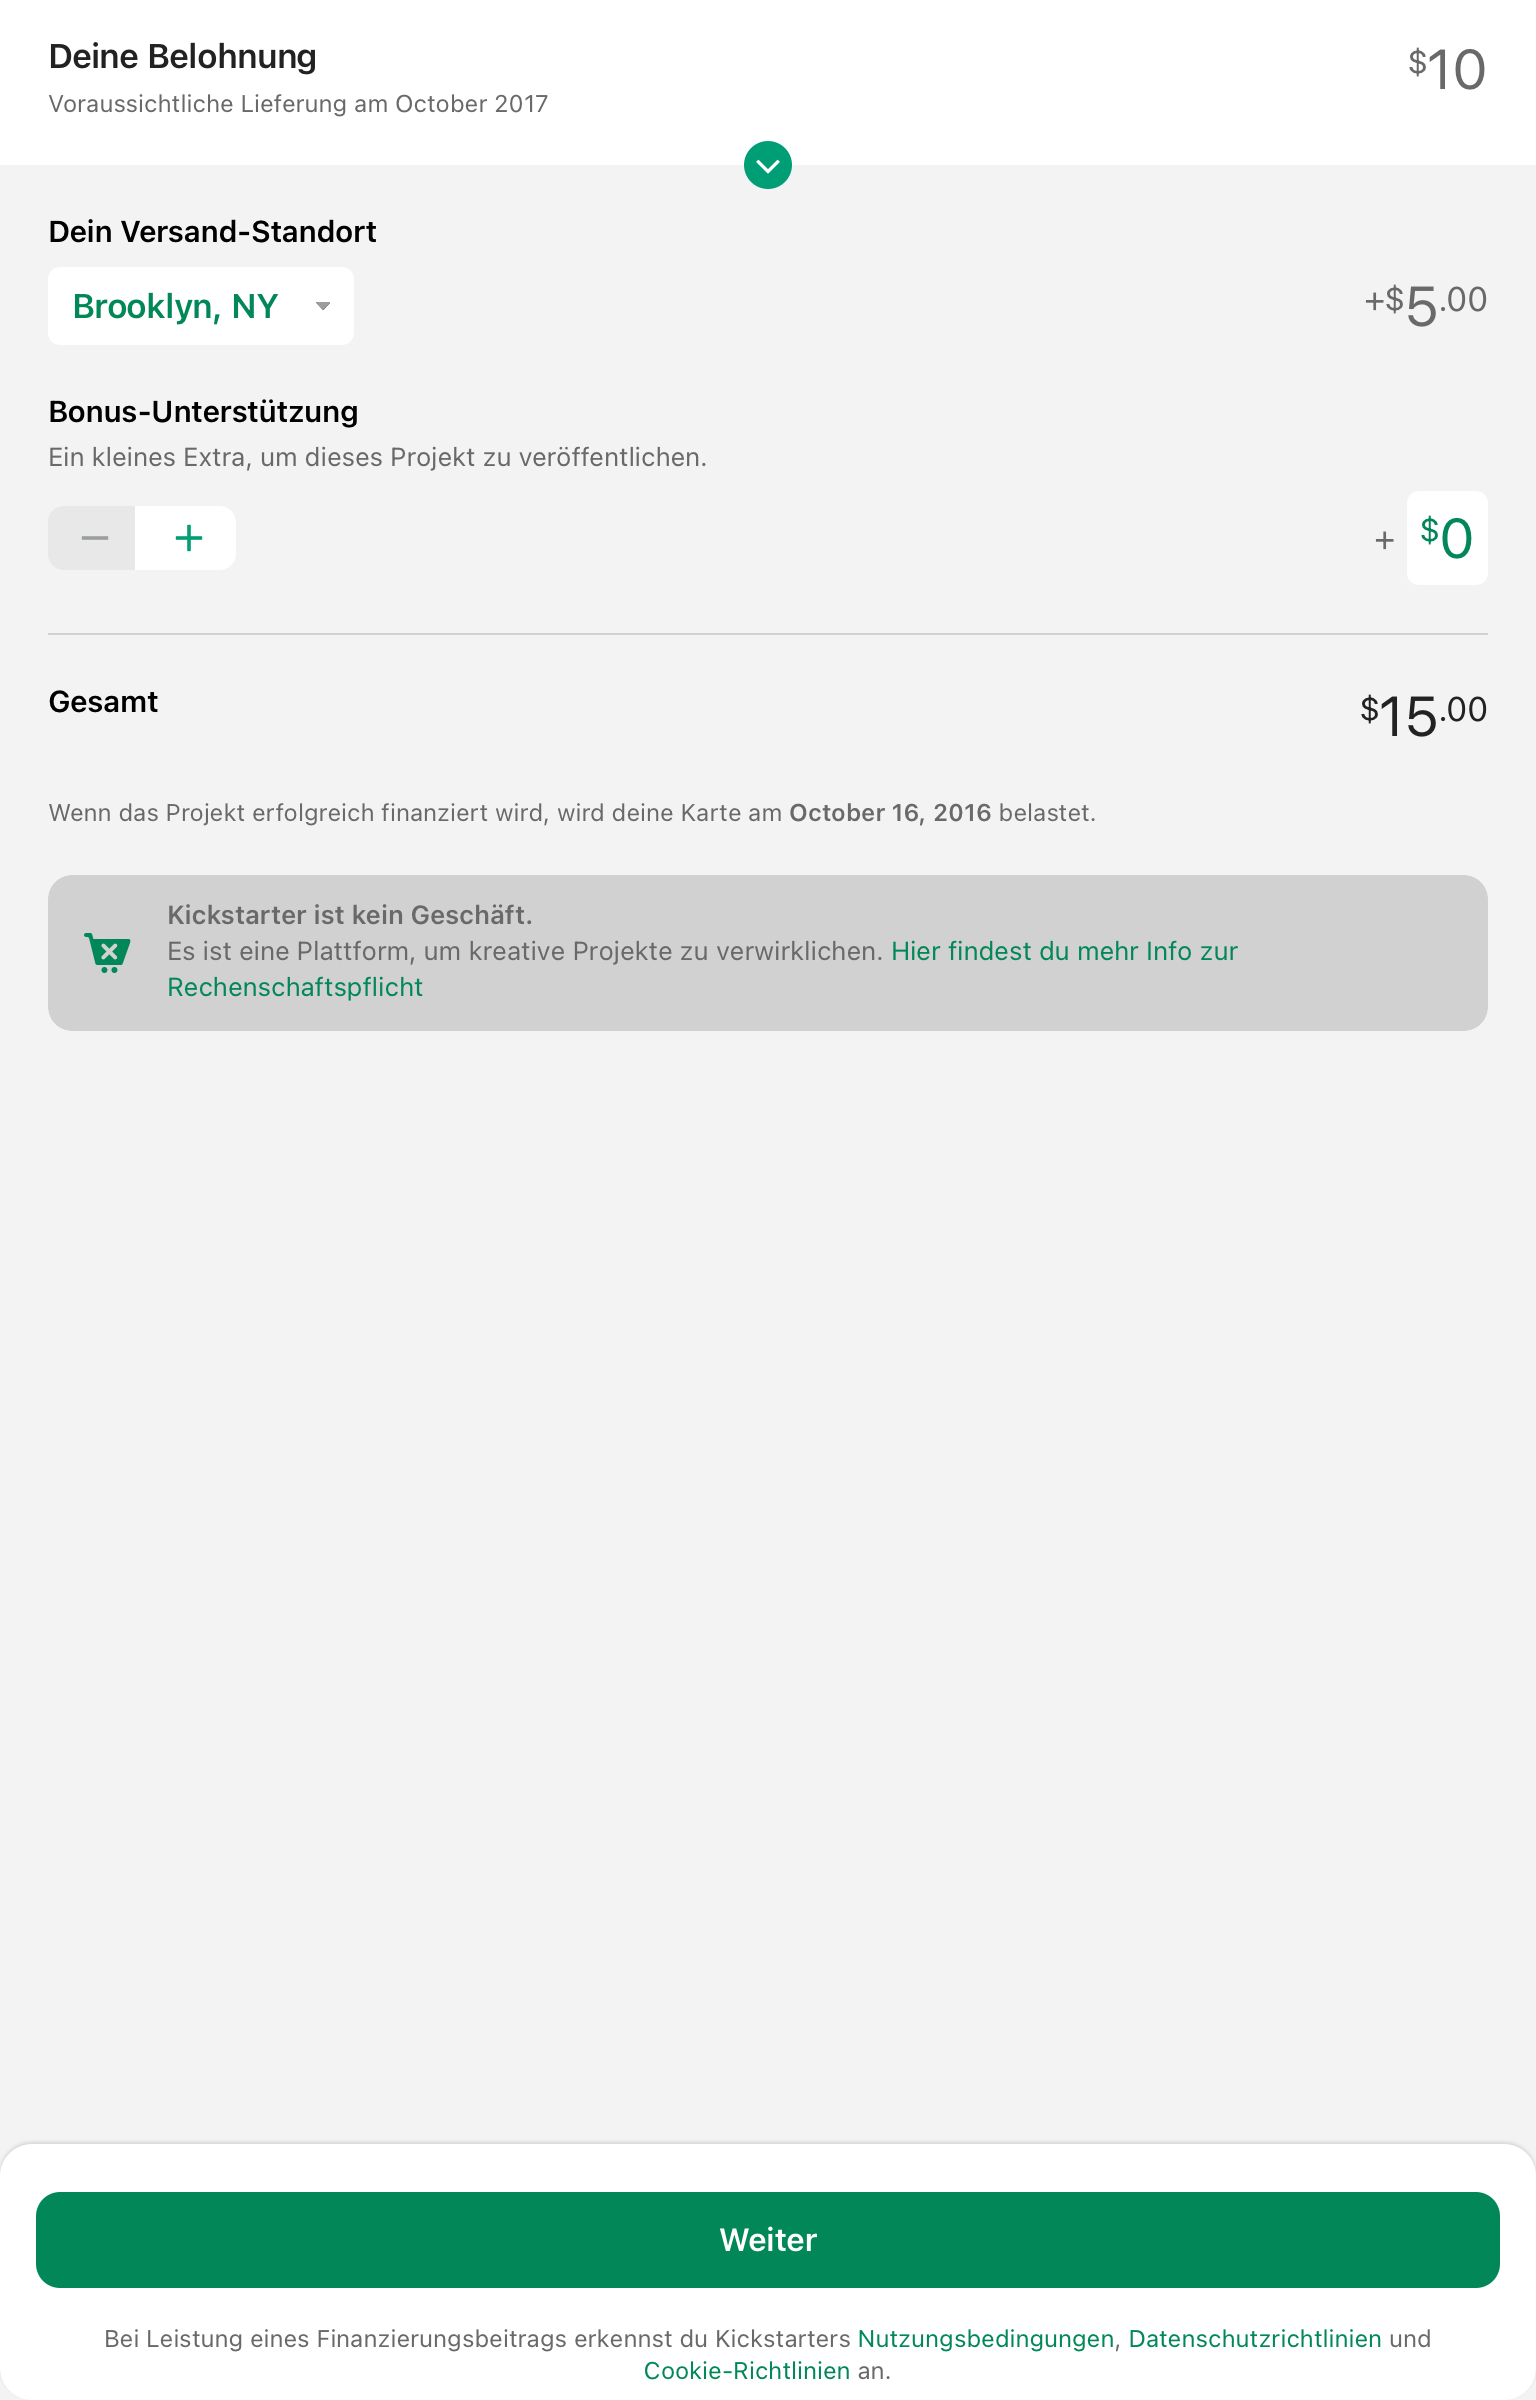 Deine Belohnung
$10
Voraussichtliche Lieferung am October 2017
Dein Versand-Standort
Brooklyn, NY
+$5.00
Bonus-Unterstützung
Ein kleines Extra, um dieses Projekt zu veröffentlichen.
+ $0
Gesamt
$15.00
Wenn das Projekt erfolgreich finanziert wird, wird deine Karte am October 16, 2016 belastet.
Kickstarter ist kein Geschäft.
Es ist eine Plattform, um kreative Projekte zu verwirklichen. Hier findest du mehr Info zur
Rechenschaftspflicht
Weiter
Bei Leistung eines Finanzierungsbeitrags erkennst du Kickstarters Nutzungsbedingungen, Datenschutzrichtlinien und
Cookie-Richtlinien an.